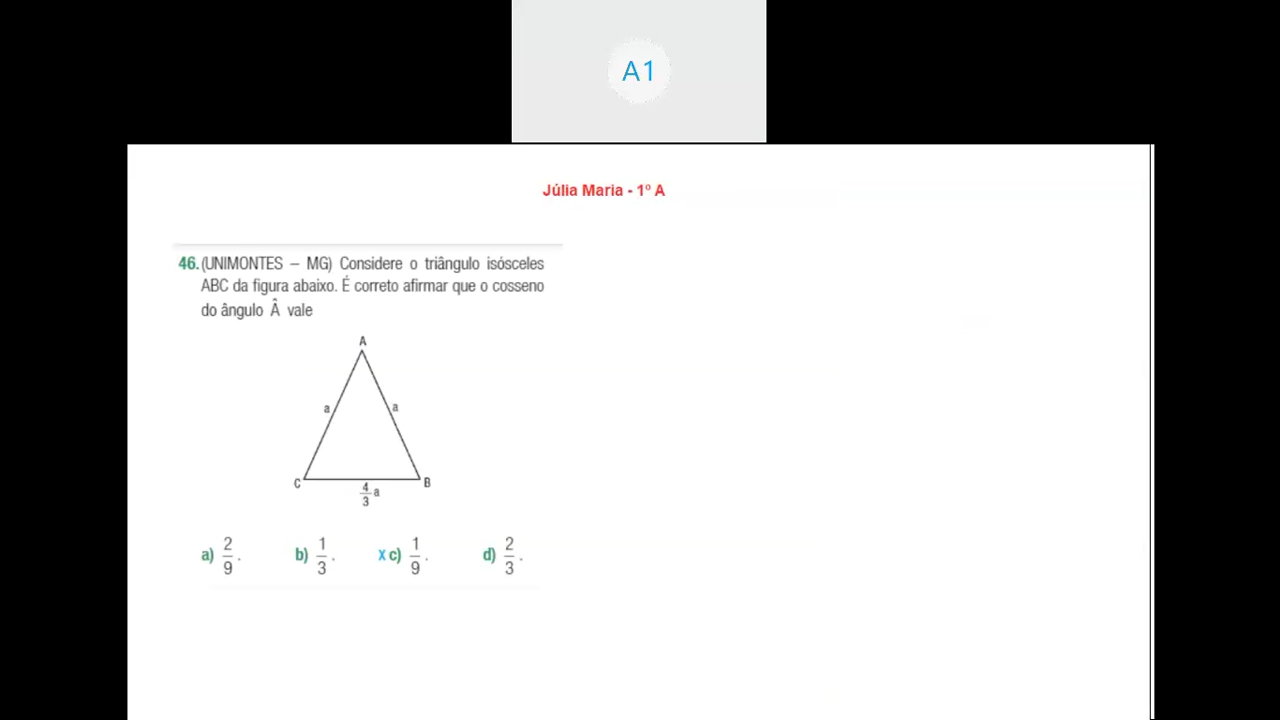 A1
Júlia Maria - 1º A
46. (UNIMONTES – MG) Considere o triângulo isósceles
ABC da figura abaixo. É correto afirmar que o cosseno
do ângulo Â vale
A
a a
C B
4/3 a
a) 2/9 . b) 1/3 . x c) 1/9 . d) 2/3 .